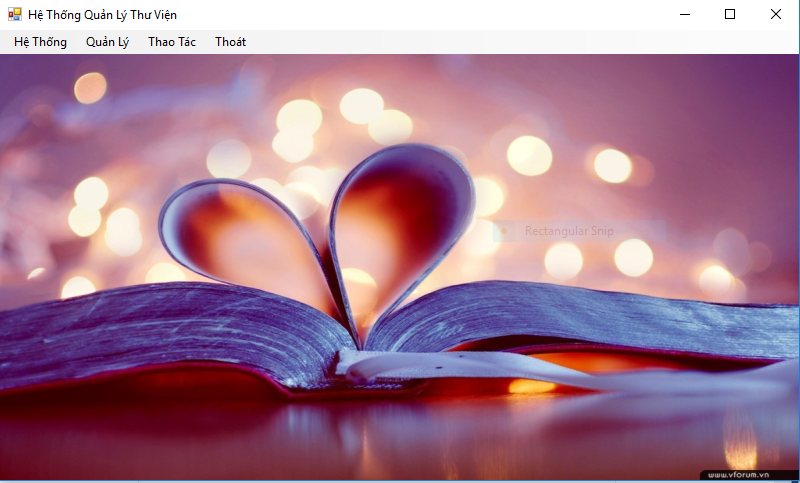 Hệ Thống Quản Lý Thư Viện
Hệ Thống Quản Lý Thao Tác Thoát
Rectangular Snip
www.vforum.vn